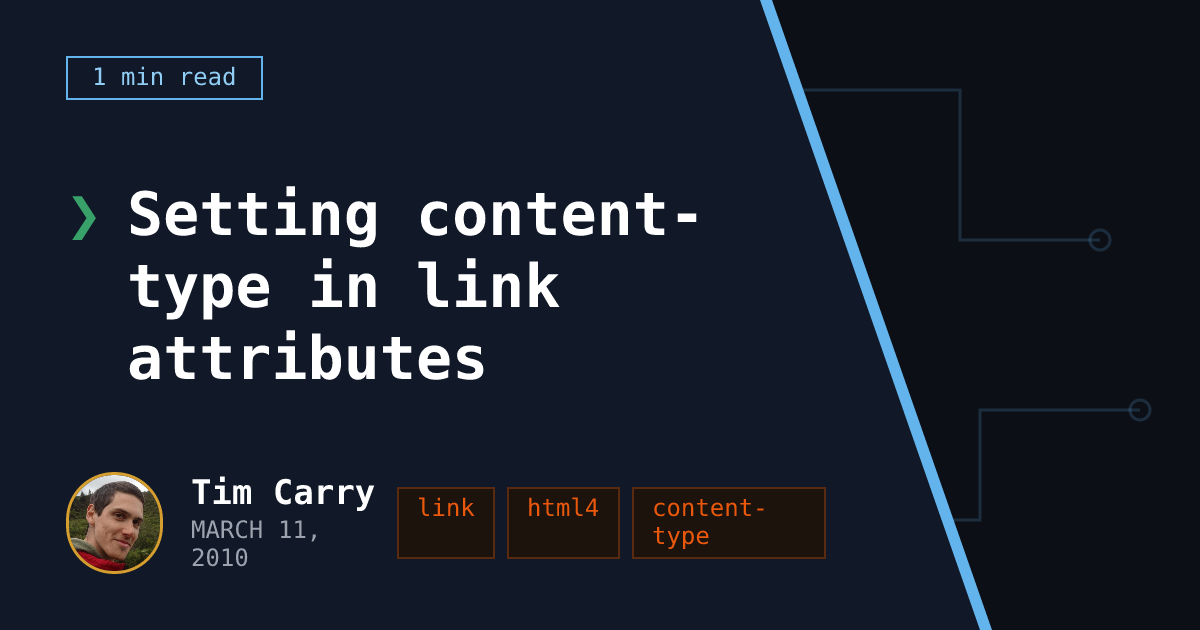 1 min read
❯ Setting content-
type in link
attributes
Tim Carry
MARCH 11,
2010
link
html4
content-
type